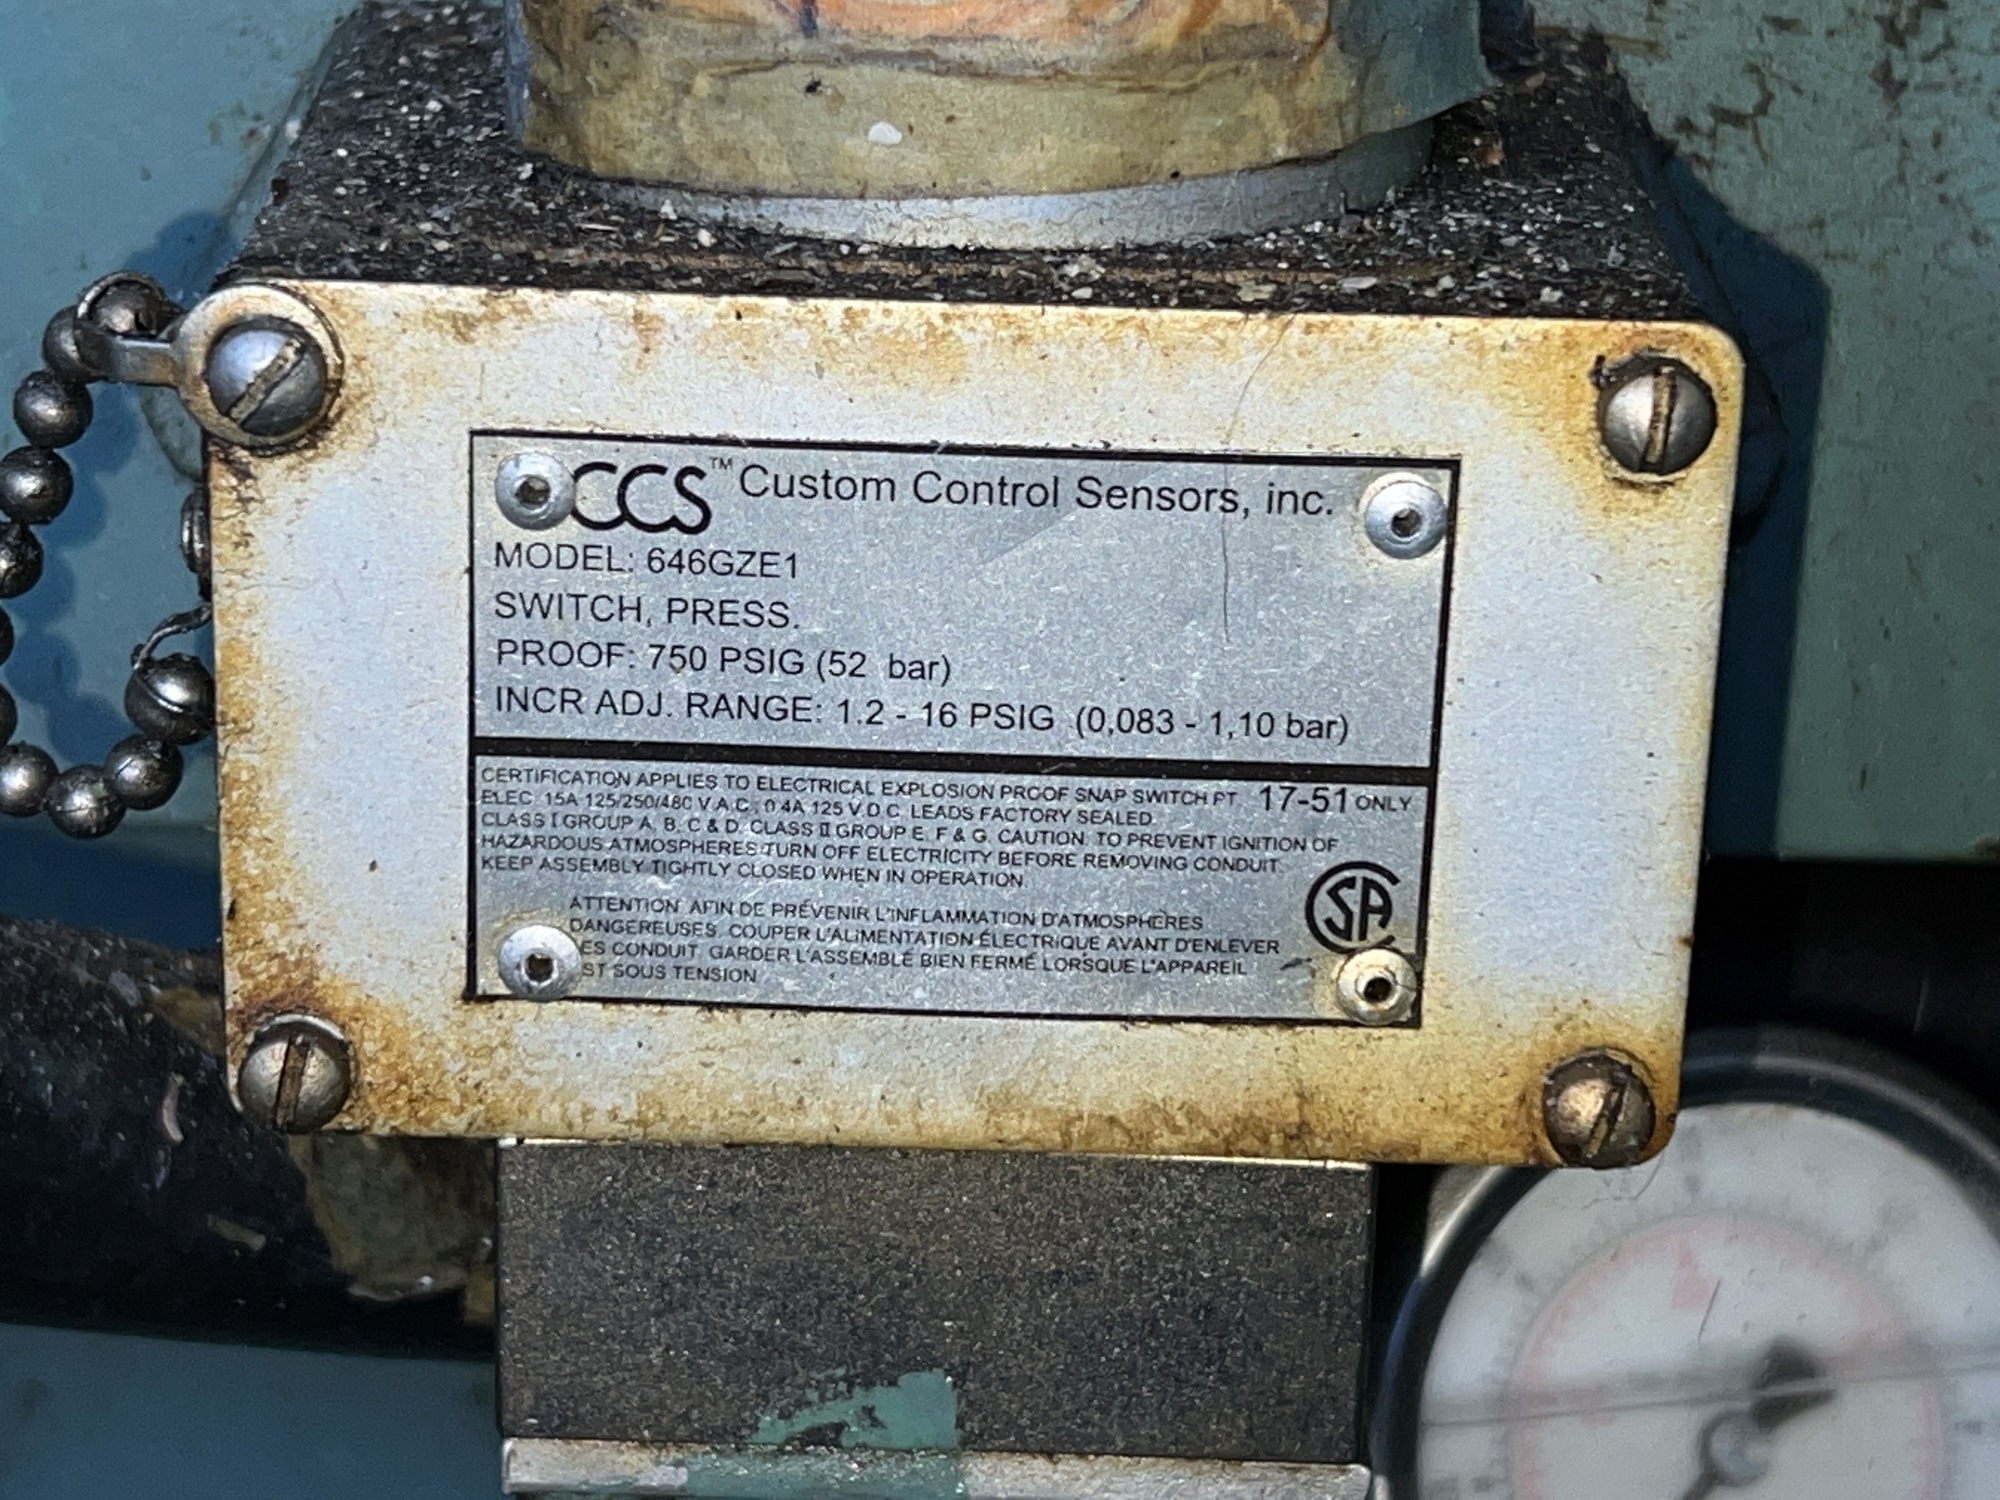 CCS™ Custom Control Sensors, inc.
MODEL: 646GZE1
SWITCH, PRESS.
PROOF: 750 PSIG (52 bar)
INCR ADJ. RANGE: 1.2 - 16 PSIG (0,083 - 1,10 bar)
CERTIFICATION APPLIES TO ELECTRICAL EXPLOSION PROOF SNAP SWITCH PT. 17-51 ONLY
ELEC. 15A 125/250/480 V.A.C.; 0.4A 125 V.D.C. LEADS FACTORY SEALED.
CLASS I GROUP A, B, C & D, CLASS II GROUP E, F & G. CAUTION: TO PREVENT IGNITION OF
HAZARDOUS ATMOSPHERES TURN OFF ELECTRICITY BEFORE REMOVING CONDUIT.
KEEP ASSEMBLY TIGHTLY CLOSED WHEN IN OPERATION.
SA
ATTENTION: AFIN DE PRÉVENIR L'INFLAMMATION D'ATMOSPHÈRES
DANGEREUSES, COUPER L'ALIMENTATION ÉLECTRIQUE AVANT D'ENLEVER
ES CONDUIT. GARDER L'ASSEMBLÉ BIEN FERMÉ LORSQUE L'APPAREIL
ST SOUS TENSION.